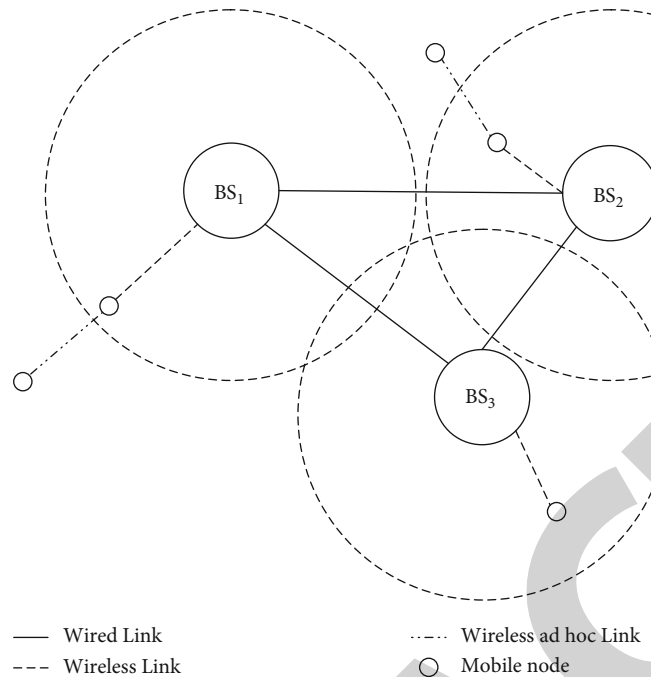 BS1
BS2
BS3
Wired Link
Wireless Link
Wireless ad hoc Link
Mobile node